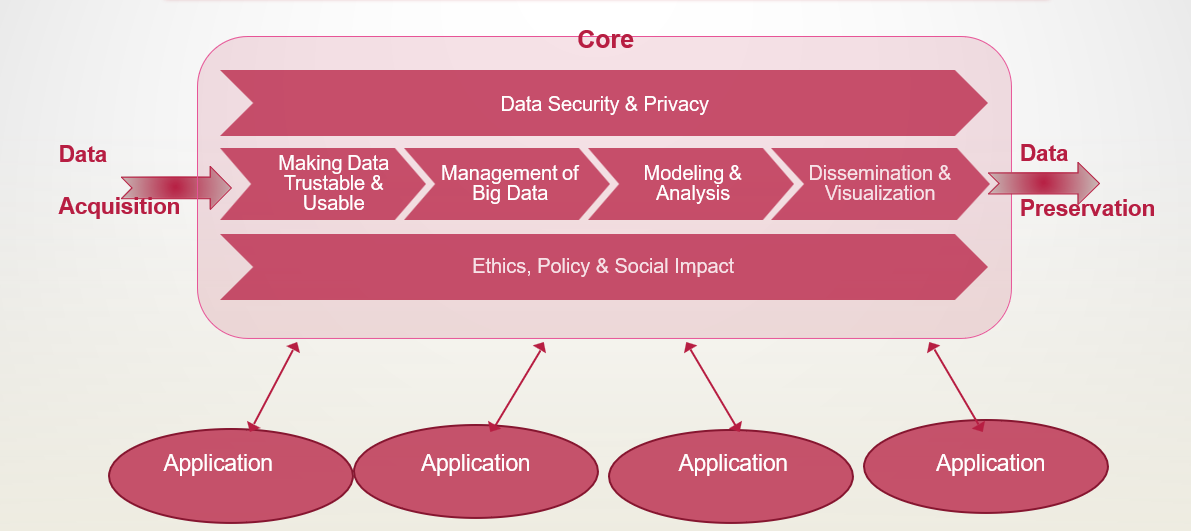 Core
Data Security & Privacy
Data
Acquisition
Making Data
Trustable &
Usable
Management of
Big Data
Modeling &
Analysis
Dissemination &
Visualization
Data
Preservation
Ethics, Policy & Social Impact
Application
Application
Application
Application